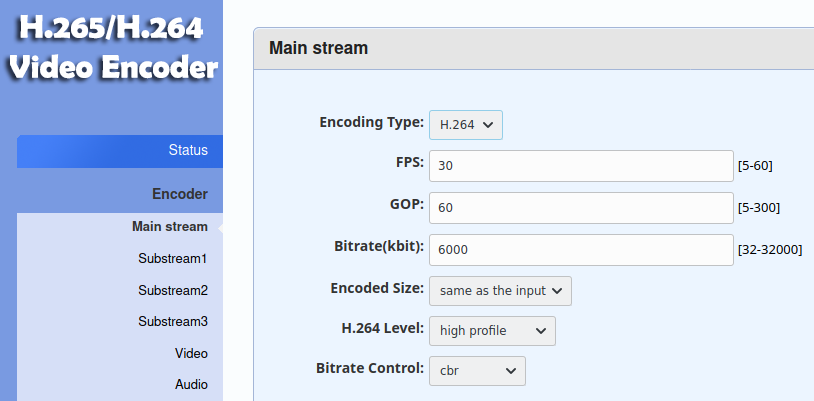 H.265/H.264
Video Encoder
Status
Encoder
Main stream
Substream1
Substream2
Substream3
Video
Audio
Main stream
Encoding Type: H.264
FPS: 30 [5-60]
GOP: 60 [5-300]
Bitrate(kbit): 6000 [32-32000]
Encoded Size: same as the input
H.264 Level: high profile
Bitrate Control: cbr